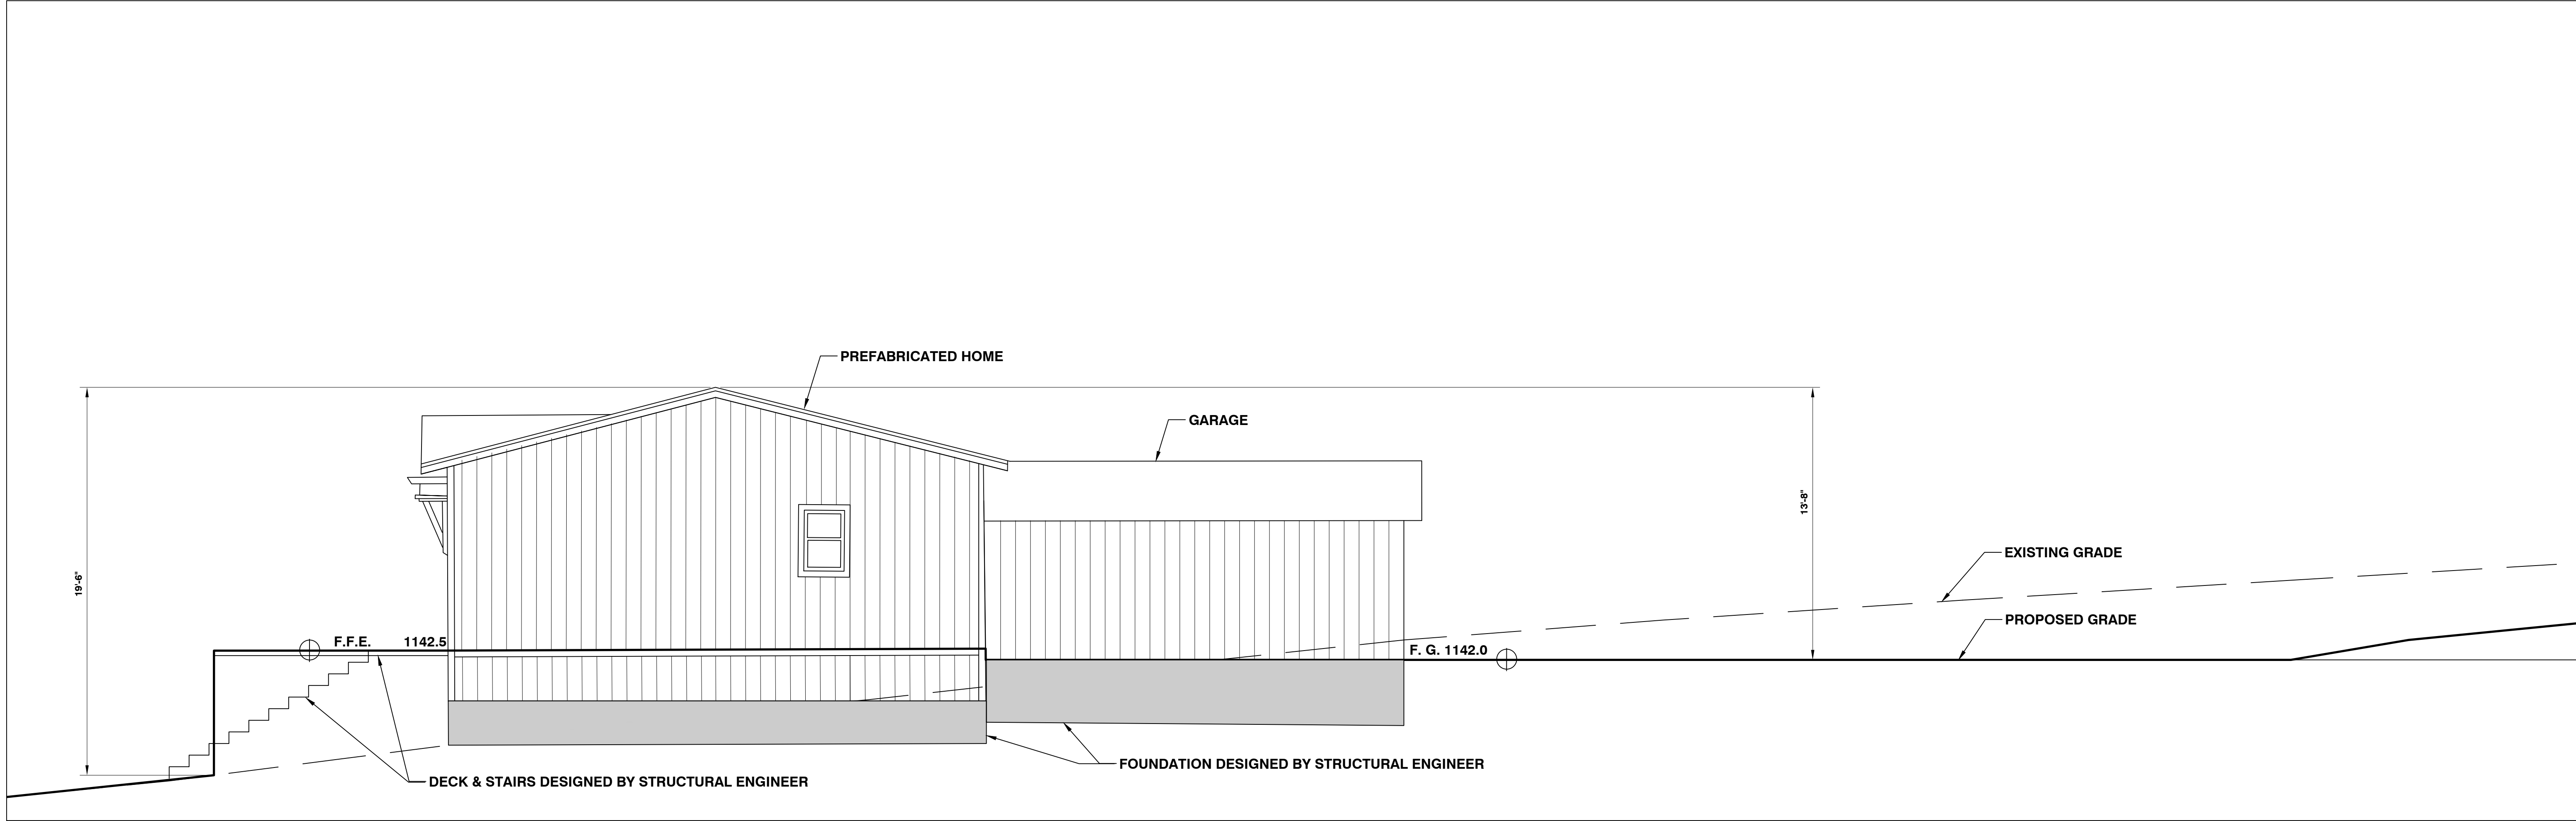 PREFABRICATED HOME
GARAGE
13'-8"
EXISTING GRADE
19'-6"
PROPOSED GRADE
F.F.E. 1142.5
F. G. 1142.0
FOUNDATION DESIGNED BY STRUCTURAL ENGINEER
DECK & STAIRS DESIGNED BY STRUCTURAL ENGINEER